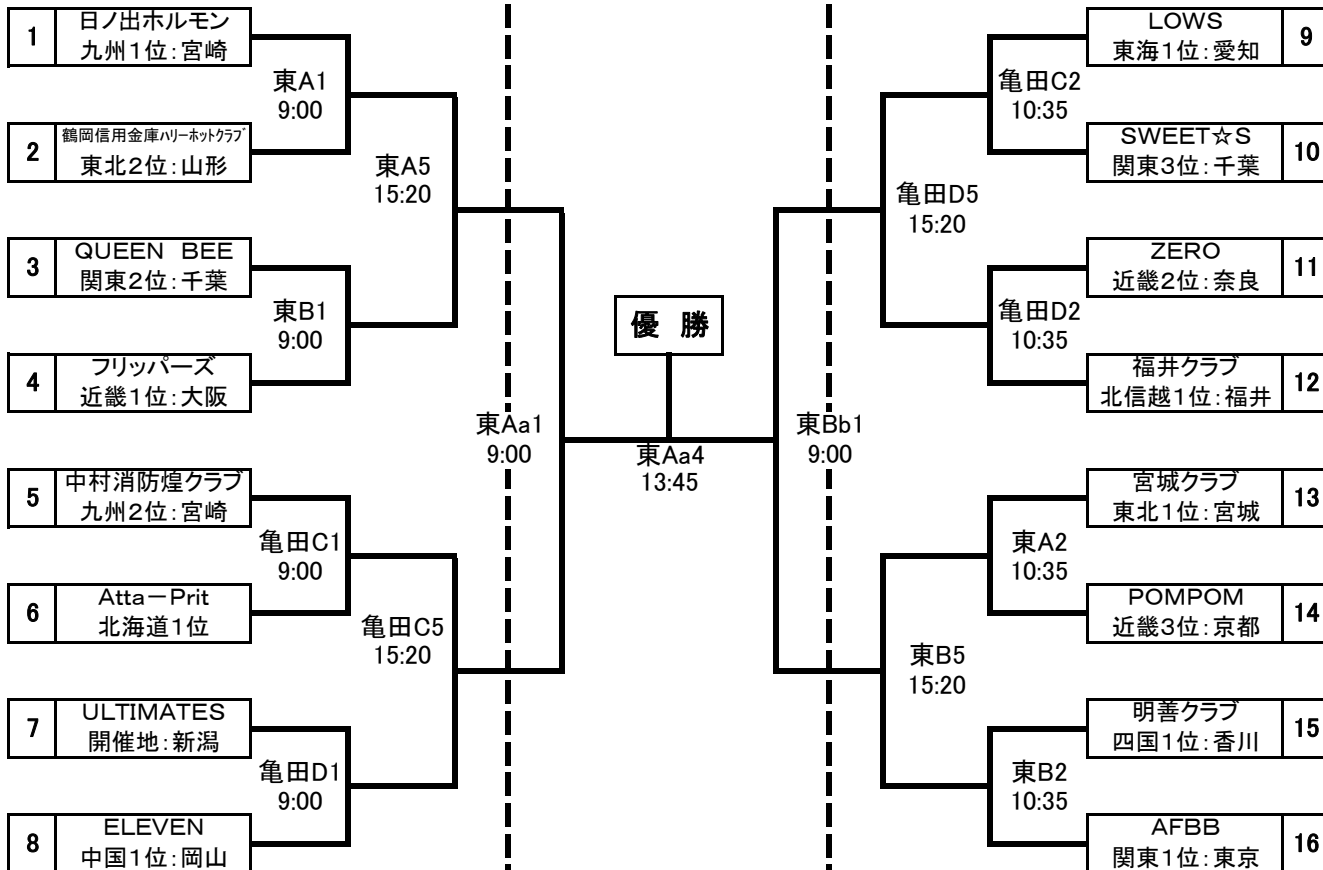 1
日ノ出ホルモン
九州1位：宮崎
東A1
9:00
2
鶴岡信用金庫ハリーホットクラブ
東北2位：山形
東A5
15:20
3
QUEEN BEE
関東2位：千葉
東B1
9:00
4
フリッパーズ
近畿1位：大阪
東Aa1
9:00
5
中村消防煌クラブ
九州2位：宮崎
亀田C1
9:00
6
Atta－Prit
北海道1位
亀田C5
15:20
7
ULTIMATES
開催地：新潟
亀田D1
9:00
8
ELEVEN
中国1位：岡山
優 勝
東Aa4
13:45
LOWS
東海1位：愛知
9
亀田C2
10:35
SWEET☆S
関東3位：千葉
10
亀田D5
15:20
ZERO
近畿2位：奈良
11
亀田D2
10:35
福井クラブ
北信越1位：福井
12
東Bb1
9:00
宮城クラブ
東北1位：宮城
13
東A2
10:35
POMPOM
近畿3位：京都
14
東B5
15:20
明善クラブ
四国1位：香川
15
東B2
10:35
AFBB
関東1位：東京
16